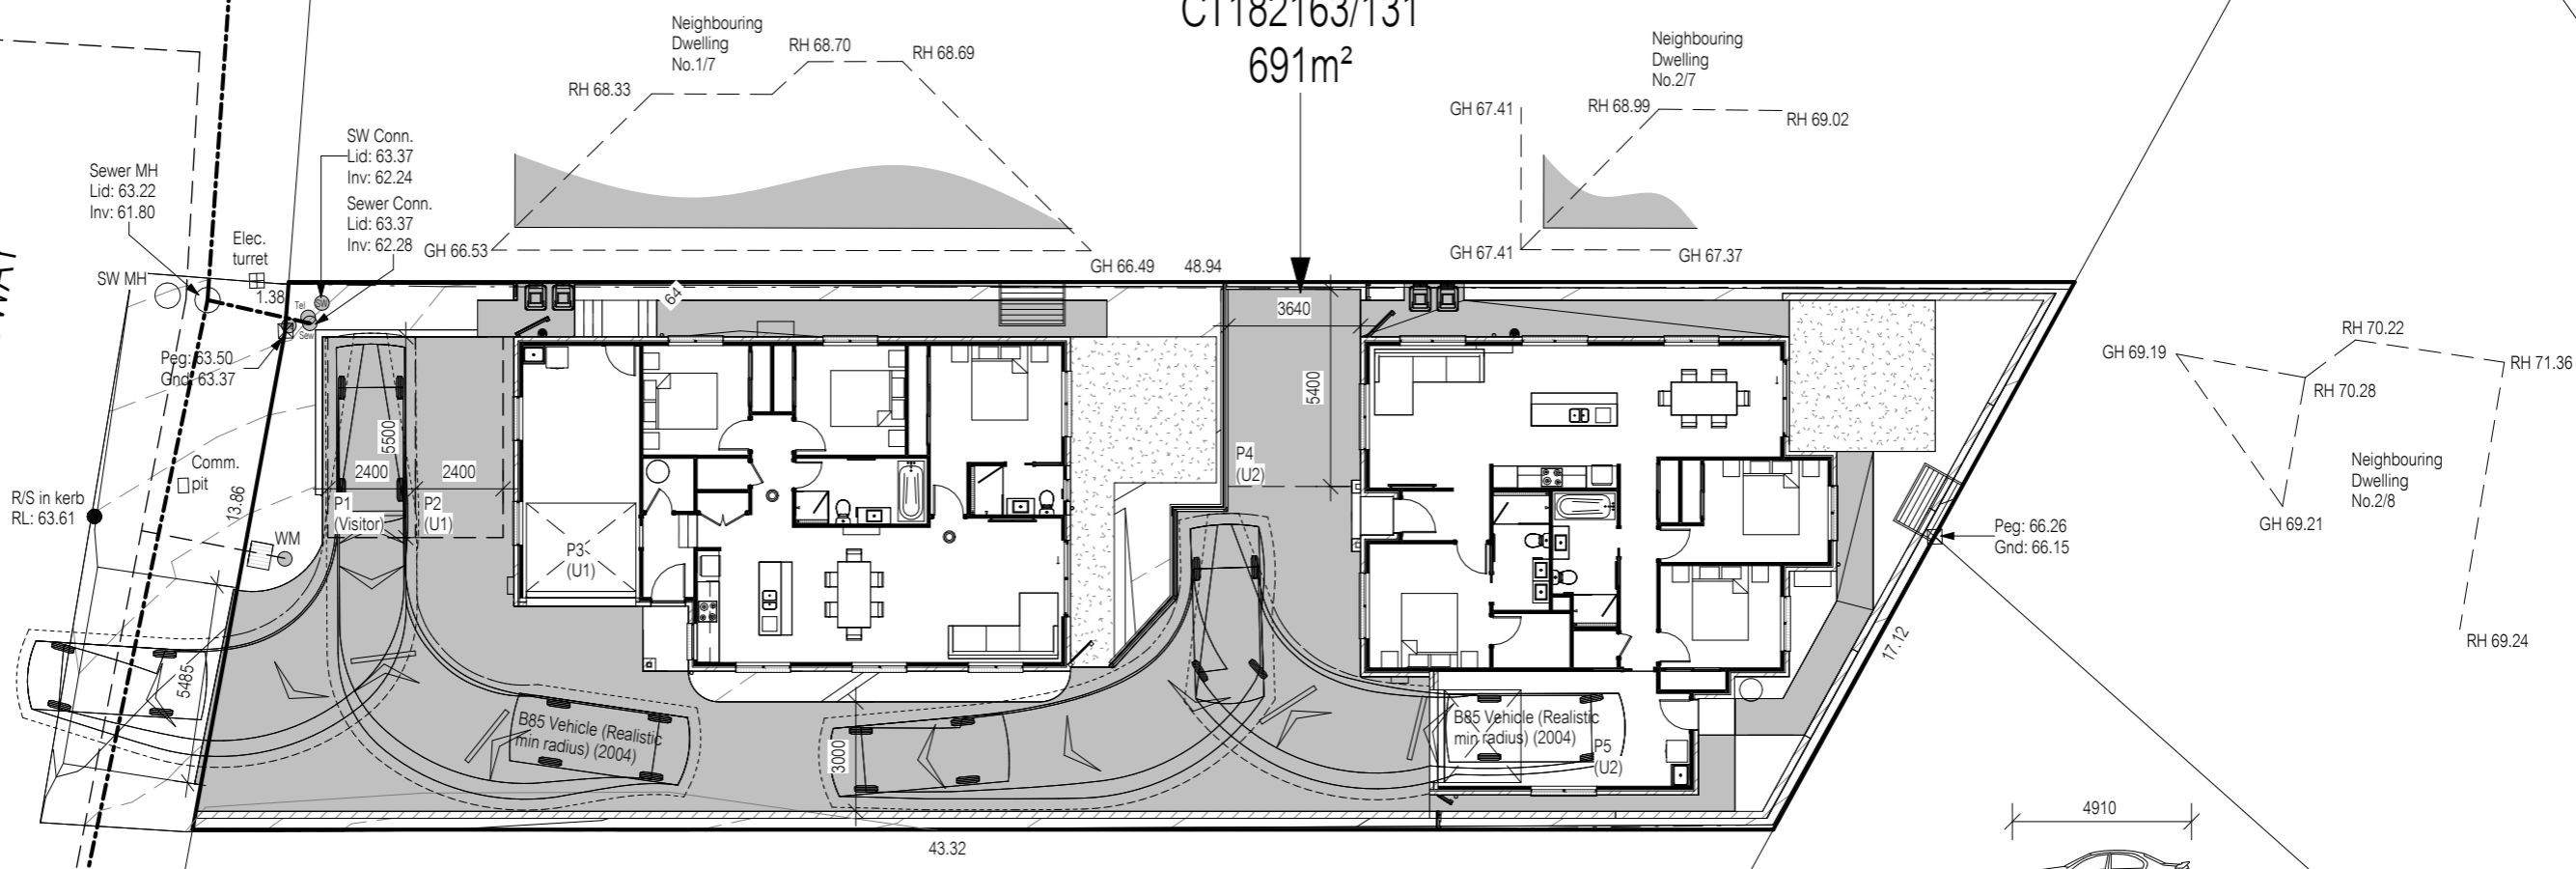 CT182163/131
691m²
Neighbouring
Dwelling
No.1/7
RH 68.33
RH 68.70
RH 68.69
GH 66.53
GH 66.49
48.94
Neighbouring
Dwelling
No.2/7
GH 67.41
RH 68.99
RH 69.02
GH 67.41
GH 67.37
SW Conn.
Lid: 63.37
Inv: 62.24
Sewer Conn.
Lid: 63.37
Inv: 62.28
Sewer MH
Lid: 63.22
Inv: 61.80
Elec.
turret
SW MH
1.38
Tel
SW
Sew
Peg: 63.50
Gnd: 63.37
64
Comm.
pit
R/S in kerb
RL: 63.61
13.86
WM
5485
2400
5500
2400
P1
(Visitor)
P2
(U1)
P3
(U1)
3640
5400
P4
(U2)
B85 Vehicle (Realistic
min radius) (2004)
3000
B85 Vehicle (Realistic
min radius) (2004)
P5
(U2)
43.32
17.12
Peg: 66.26
Gnd: 66.15
GH 69.19
RH 70.22
RH 71.36
RH 70.28
GH 69.21
Neighbouring
Dwelling
No.2/8
RH 69.24
4910